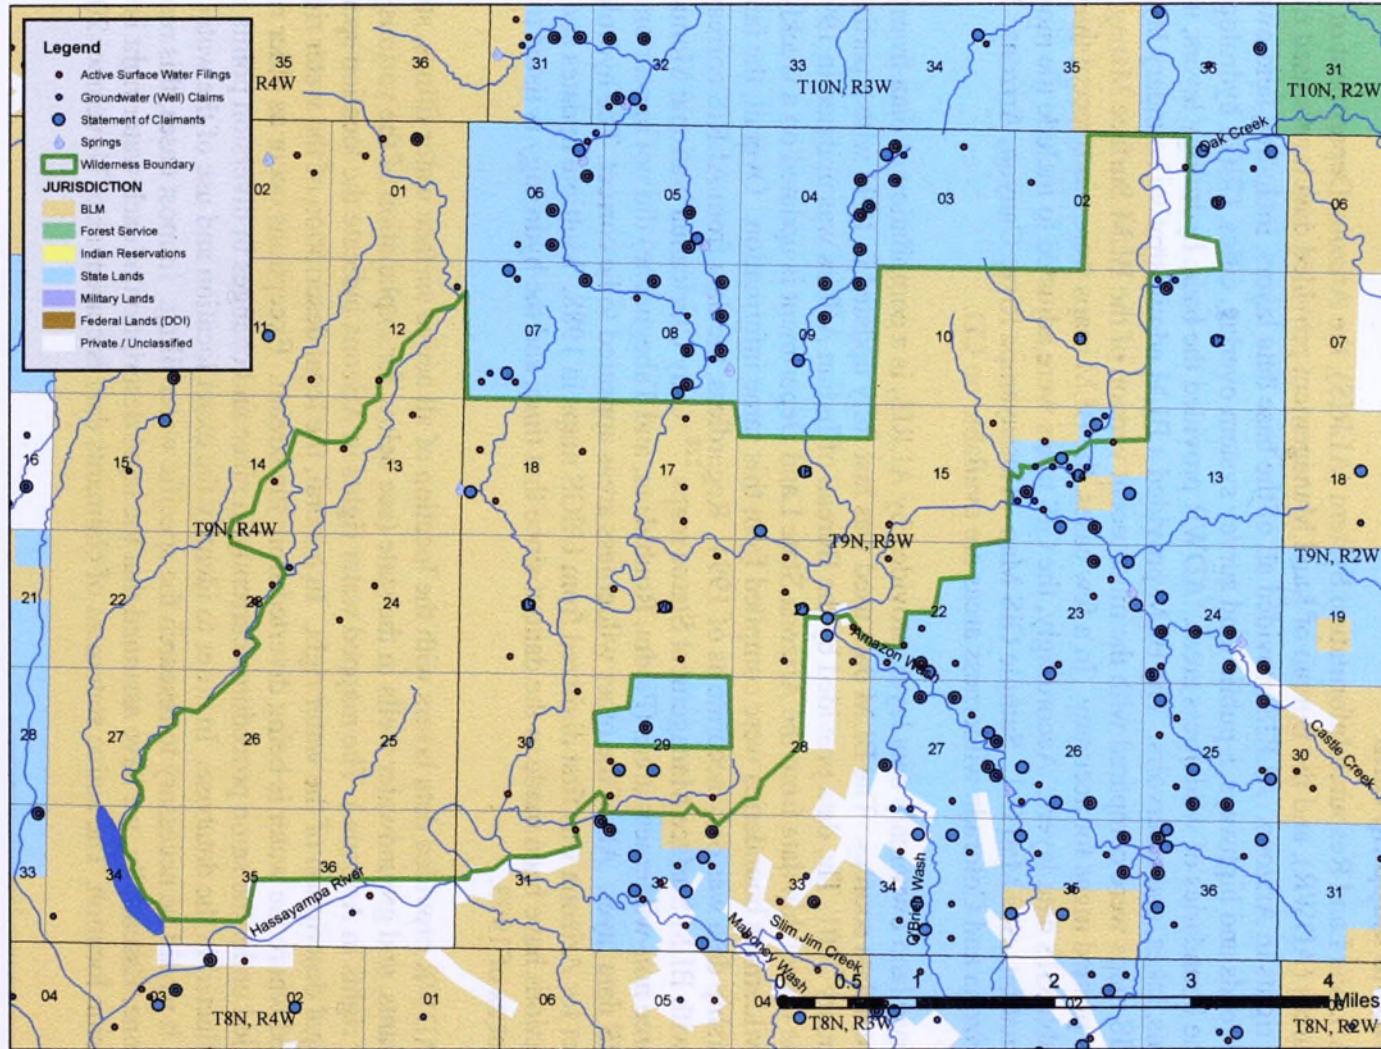 Legend
Active Surface Water Filings
Groundwater (Well) Claims
Statement of Claimants
Springs
Wilderness Boundary
JURISDICTION
BLM
Forest Service
Indian Reservations
State Lands
Military Lands
Federal Lands (DOI)
Private / Unclassified
35 36 31 32 33 34 35 36 31
R4W T10N, R3W T10N, R2W
Oak Creek
02 01 06 05 04 03 02 06
11 12 07 08 09 10 07
16 15 14 13 18 17 15 13 18
T9N, R4W T9N, R3W T9N, R2W
21 22 24 22 23 24 19
Amazon Wash
28 27 26 25 30 29 28 27 26 25 30
Castle Creek
33 34 35 36 31 32 33 34 36 36 31
Hassayampa River
O'Brien Wash
Slim Jim Creek
Mahoney Wash
04 03 02 01 06 05 04 02
0 0.5 1 2 3 4 Miles
T8N, R4W T8N, R3W T8N, R2W